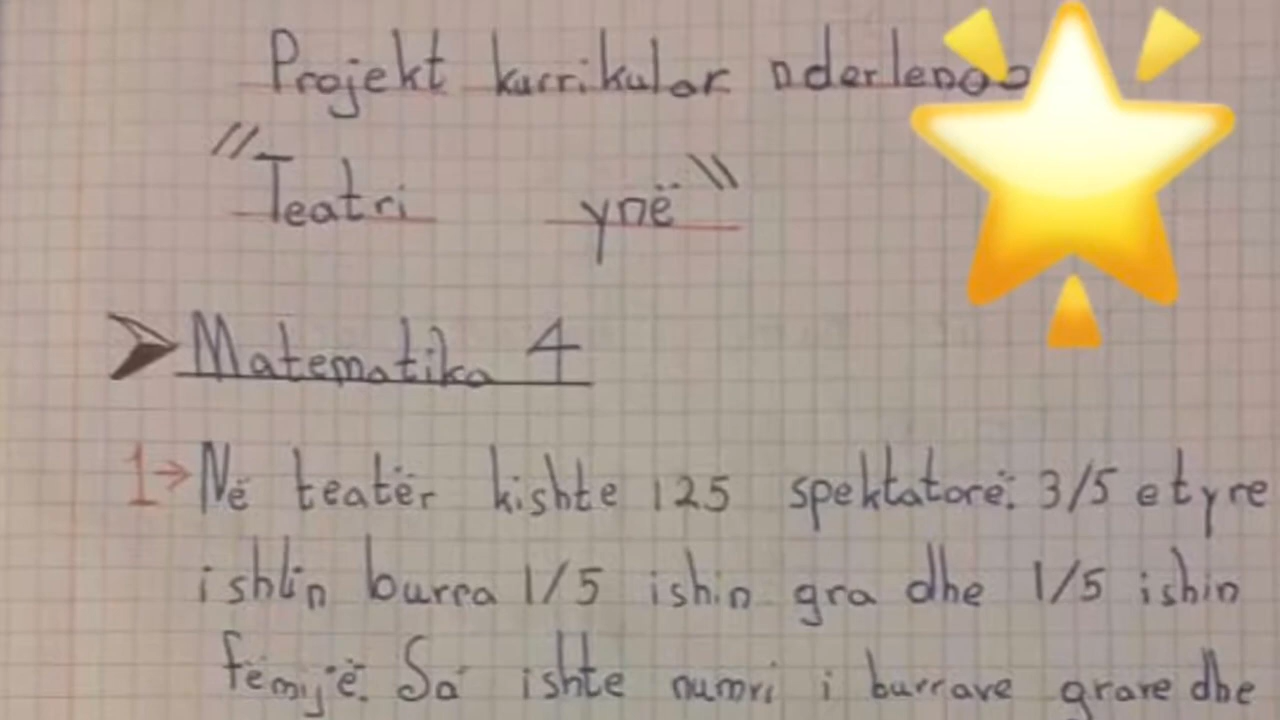 Projekt kurrikular
"Teatri ynë"
Matematika 4
1→ Në teatër kishte 125 spektatorë. 3/5 e tyre
ishin burra 1/5 ishin gra dhe 1/5 ishin
fëmijë. Sa ishte numri i burrave grave dhe